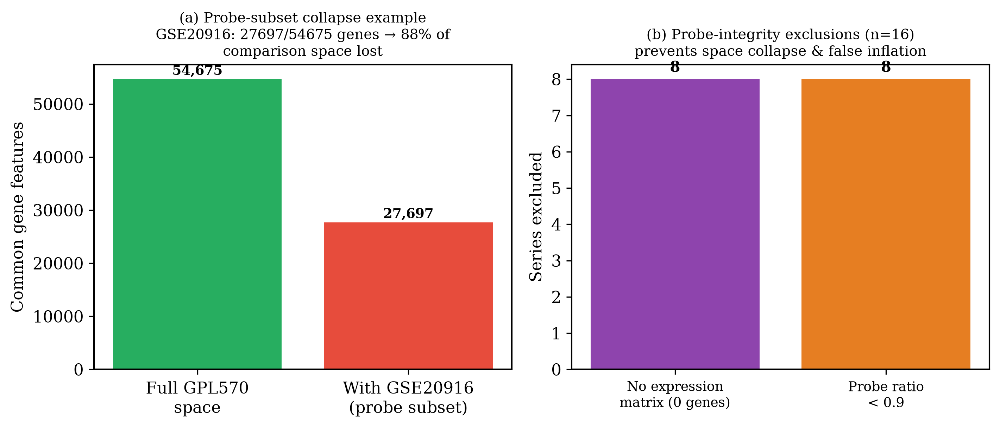 (a) Probe-subset collapse example
GSE20916: 27697/54675 genes → 88% of
comparison space lost
54,675
27,697
Common gene features
50000
40000
30000
20000
10000
0
Full GPL570
space
With GSE20916
(probe subset)
(b) Probe-integrity exclusions (n=16)
prevents space collapse & false inflation
8
8
Series excluded
8
7
6
5
4
3
2
1
0
No expression
matrix (0 genes)
Probe ratio
< 0.9